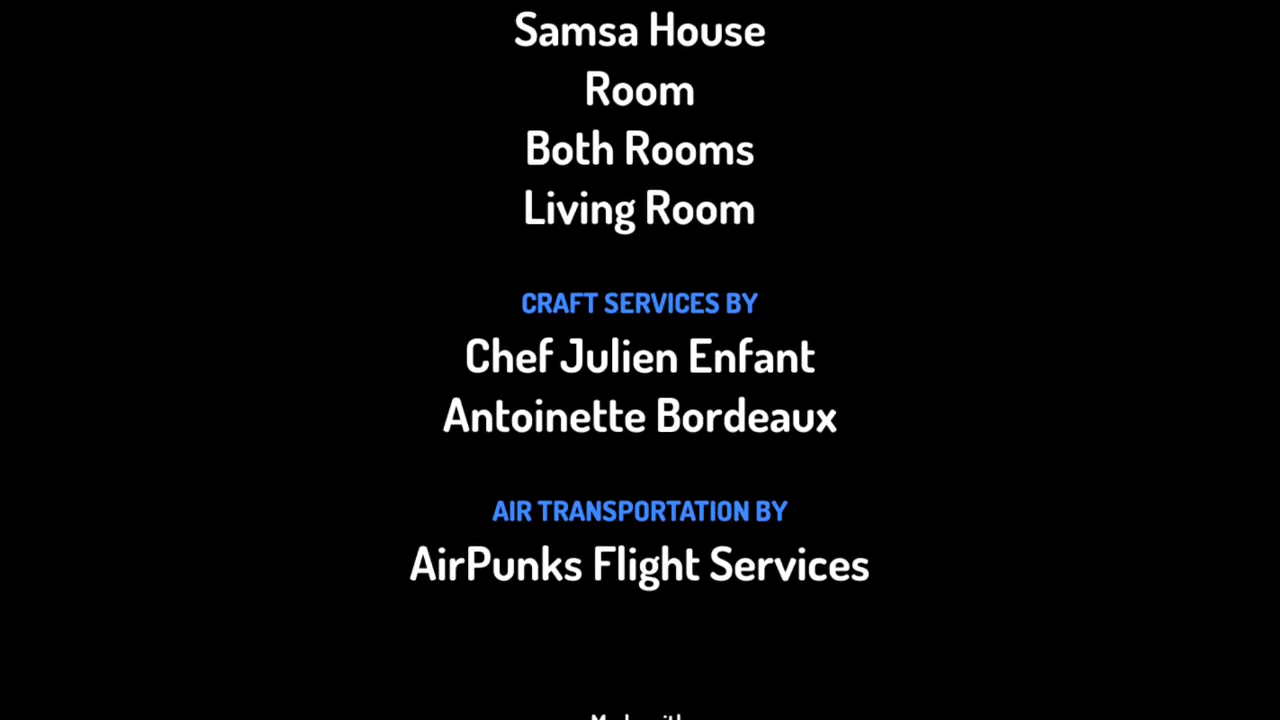 Samsa House
Room
Both Rooms
Living Room
CRAFT SERVICES BY
Chef Julien Enfant
Antoinette Bordeaux
AIR TRANSPORTATION BY
AirPunks Flight Services